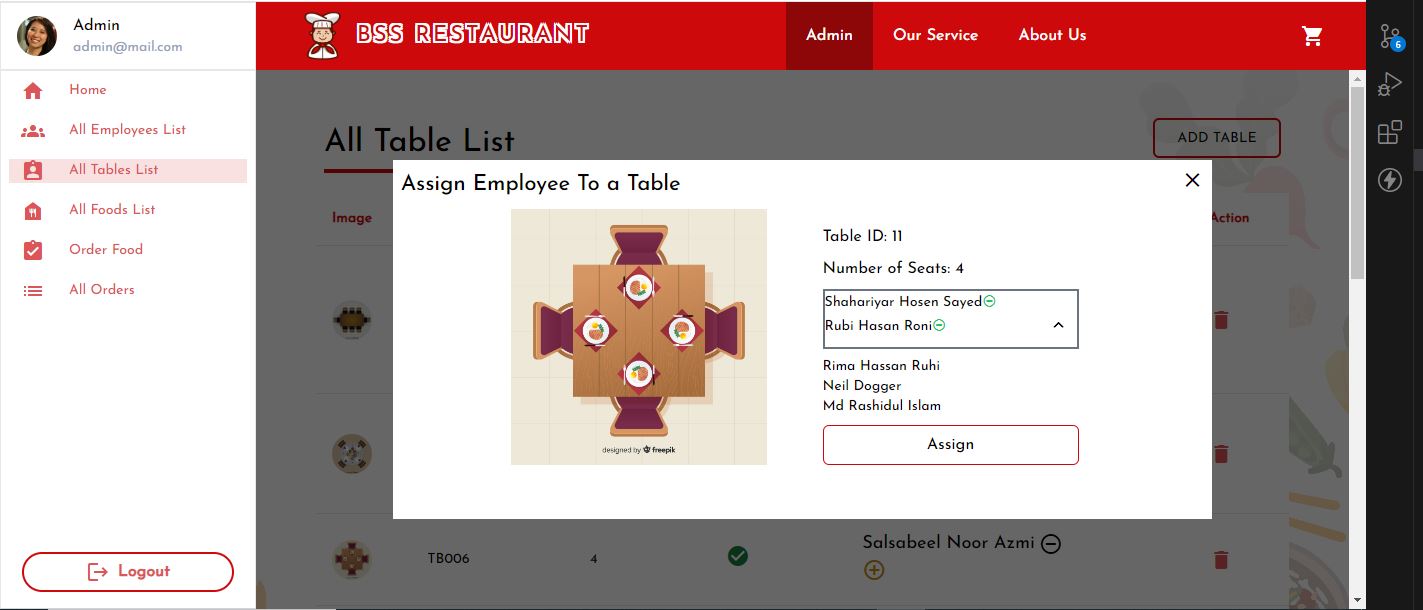 Admin
admin@mail.com
BSS RESTAURANT
Admin
Our Service
About Us
Home
All Employees List
All Tables List
All Foods List
Order Food
All Orders
Logout
All Table List
ADD TABLE
Image
Action
Assign Employee To a Table
designed by freepik
Table ID: 11
Number of Seats: 4
Shahariyar Hosen Sayed
Rubi Hasan Roni
Rima Hassan Ruhi
Neil Dogger
Md Rashidul Islam
Assign
TB006
4
Salsabeel Noor Azmi
6